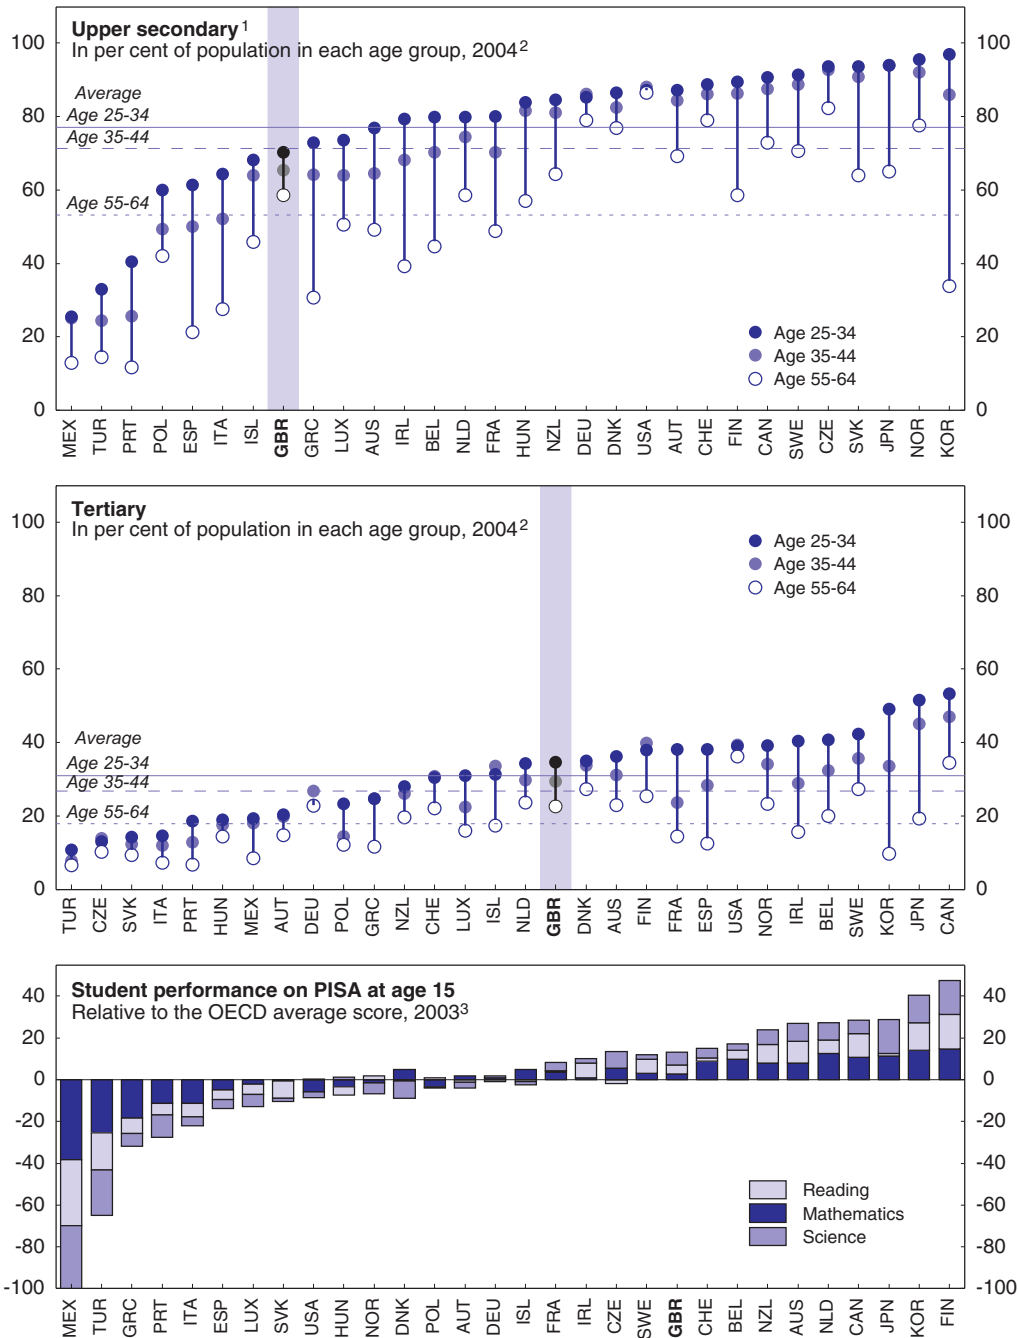 Upper secondary1
In per cent of population in each age group, 20042
100 100
Average
80 Age 25-34 80
Age 35-44
60 60
Age 55-64
40 40
20 20
0 0
Age 25-34
Age 35-44
Age 55-64
MEX TUR PRT POL ESP ITA ISL GBR GRC LUX AUS IRL BEL NLD FRA HUN NZL DEU DNK USA AUT CHE FIN CAN SWE CZE SVK JPN NOR KOR
Tertiary
In per cent of population in each age group, 20042
100 100
Age 25-34
Age 35-44
Age 55-64
80 80
60 60
Average
40 40
Age 25-34
Age 35-44
20 Age 55-64 20
0 0
TUR CZE SVK ITA PRT HUN MEX AUT DEU POL GRC NZL CHE LUX ISL NLD GBR DNK AUS FIN FRA ESP USA NOR IRL BEL SWE KOR JPN CAN
Student performance on PISA at age 15
Relative to the OECD average score, 20033
40 40
20 20
0 0
-20 -20
-40 -40
-60 -60
-80 -80
-100 -100
Reading
Mathematics
Science
MEX TUR GRC PRT ITA ESP LUX SVK USA HUN NOR DNK POL AUT DEU ISL FRA IRL CZE SWE GBR CHE BEL NZL AUS NLD CAN JPN KOR FIN